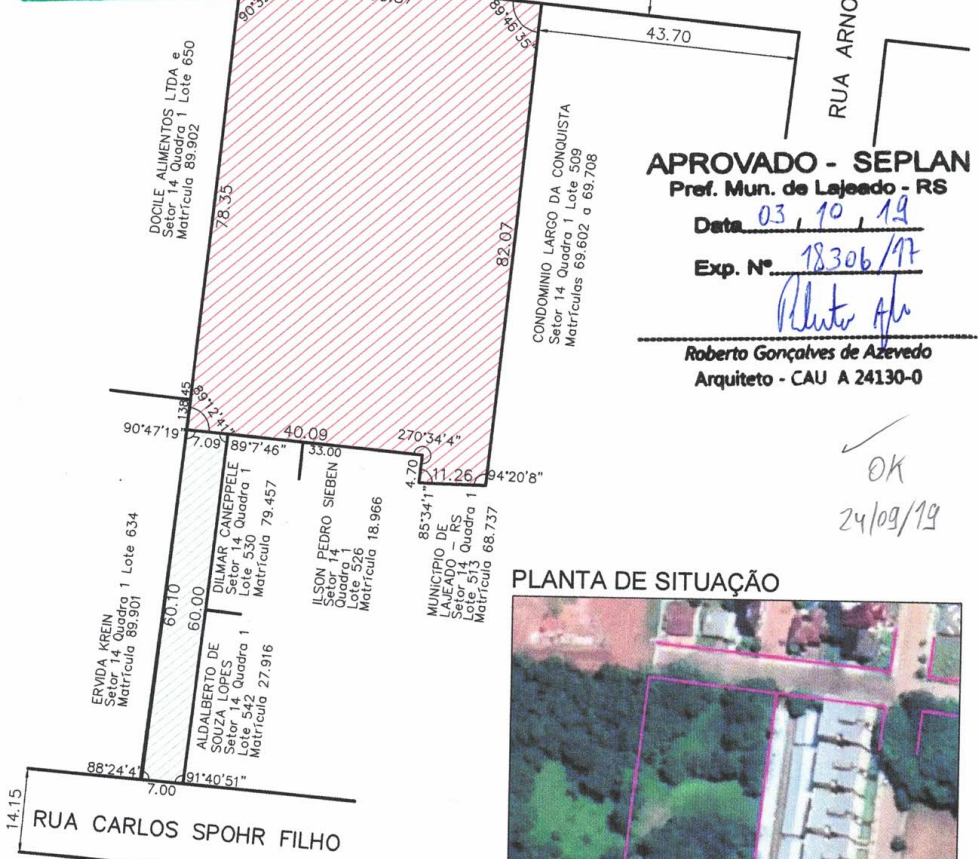 89°46'35"
43.70
RUA ARNO
DOCILE ALIMENTOS LTDA e
Setor 14 Quadra 1 Lote 650
Matrícula 89.902
78.35
82.07
CONDOMINIO LARGO DA CONQUISTA
Setor 14 Quadra 1 Lote 509
Matrículas 69.602 a 69.708
APROVADO - SEPLAN
Pref. Mun. de Lajeado - RS
Data 03 / 10 / 19
Exp. Nº 18306/17
Roberto Gonçalves de Azevedo
Arquiteto - CAU A 24130-0
OK
24/09/19
138.45
89°12'41"
90°47'19"
7.09
89°7'46"
40.09
33.00
270°34'4"
4.70
11.26
94°20'8"
85°34'1"
ERVIDA KREIN
Setor 14 Quadra 1 Lote 634
Matrícula 89.901
60.10
60.00
DILMAR CANEPPELE
Setor 14 Quadra 1
Lote 530
Matrícula 79.457
ILSON PEDRO SIEBEN
Setor 14
Quadra 1
Lote 526
Matrícula 18.966
MUNICÍPIO DE
LAJEADO - RS
Setor 14 Quadra 1
Lote 513
Matrícula 68.737
ALDALBERTO DE
SOUZA LOPES
Setor 14 Quadra 1
Lote 542
Matrícula 27.916
88°24'4"
7.00
91°40'51"
14.15
RUA CARLOS SPOHR FILHO
PLANTA DE SITUAÇÃO